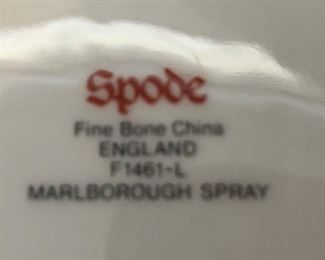 Spode
Fine Bone China
ENGLAND
F1461-L
MARLBOROUGH SPRAY